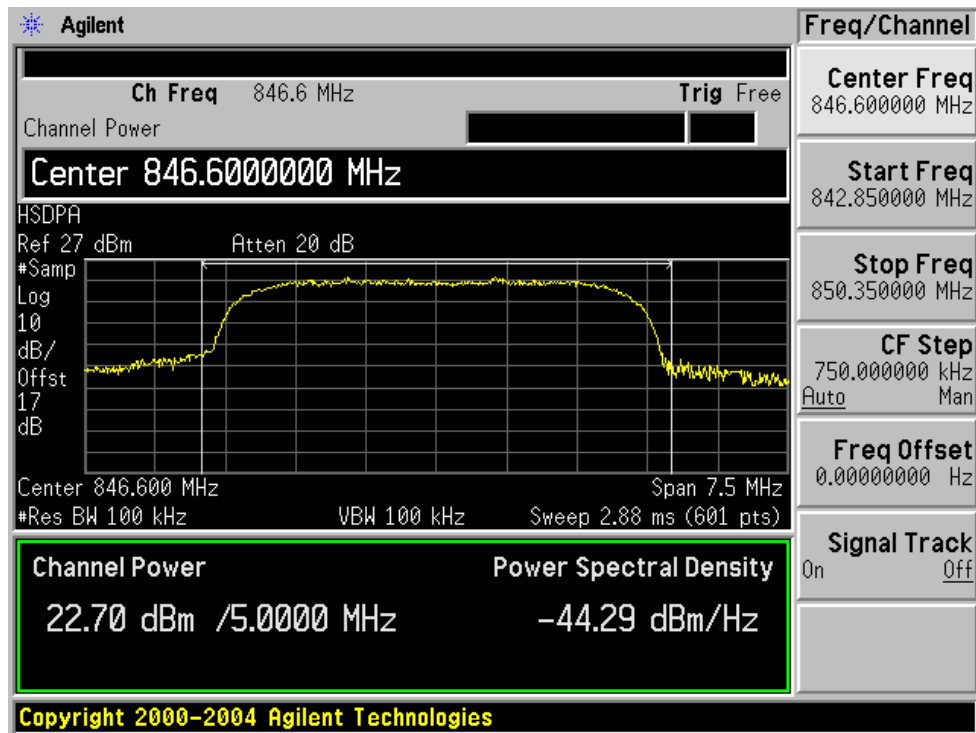 Agilent
Freq/Channel
Ch Freq 846.6 MHz Trig Free
Channel Power
Center 846.6000000 MHz
HSDPA
Ref 27 dBm Atten 20 dB
#Samp
Log
10
dB/
Offst
17
dB
Center 846.600 MHz Span 7.5 MHz
#Res BW 100 kHz VBW 100 kHz Sweep 2.88 ms (601 pts)
Channel Power Power Spectral Density
22.70 dBm /5.0000 MHz -44.29 dBm/Hz
Center Freq
846.600000 MHz
Start Freq
842.850000 MHz
Stop Freq
850.350000 MHz
CF Step
750.000000 kHz
Auto Man
Freq Offset
0.00000000 Hz
Signal Track
On Off
Copyright 2000-2004 Agilent Technologies